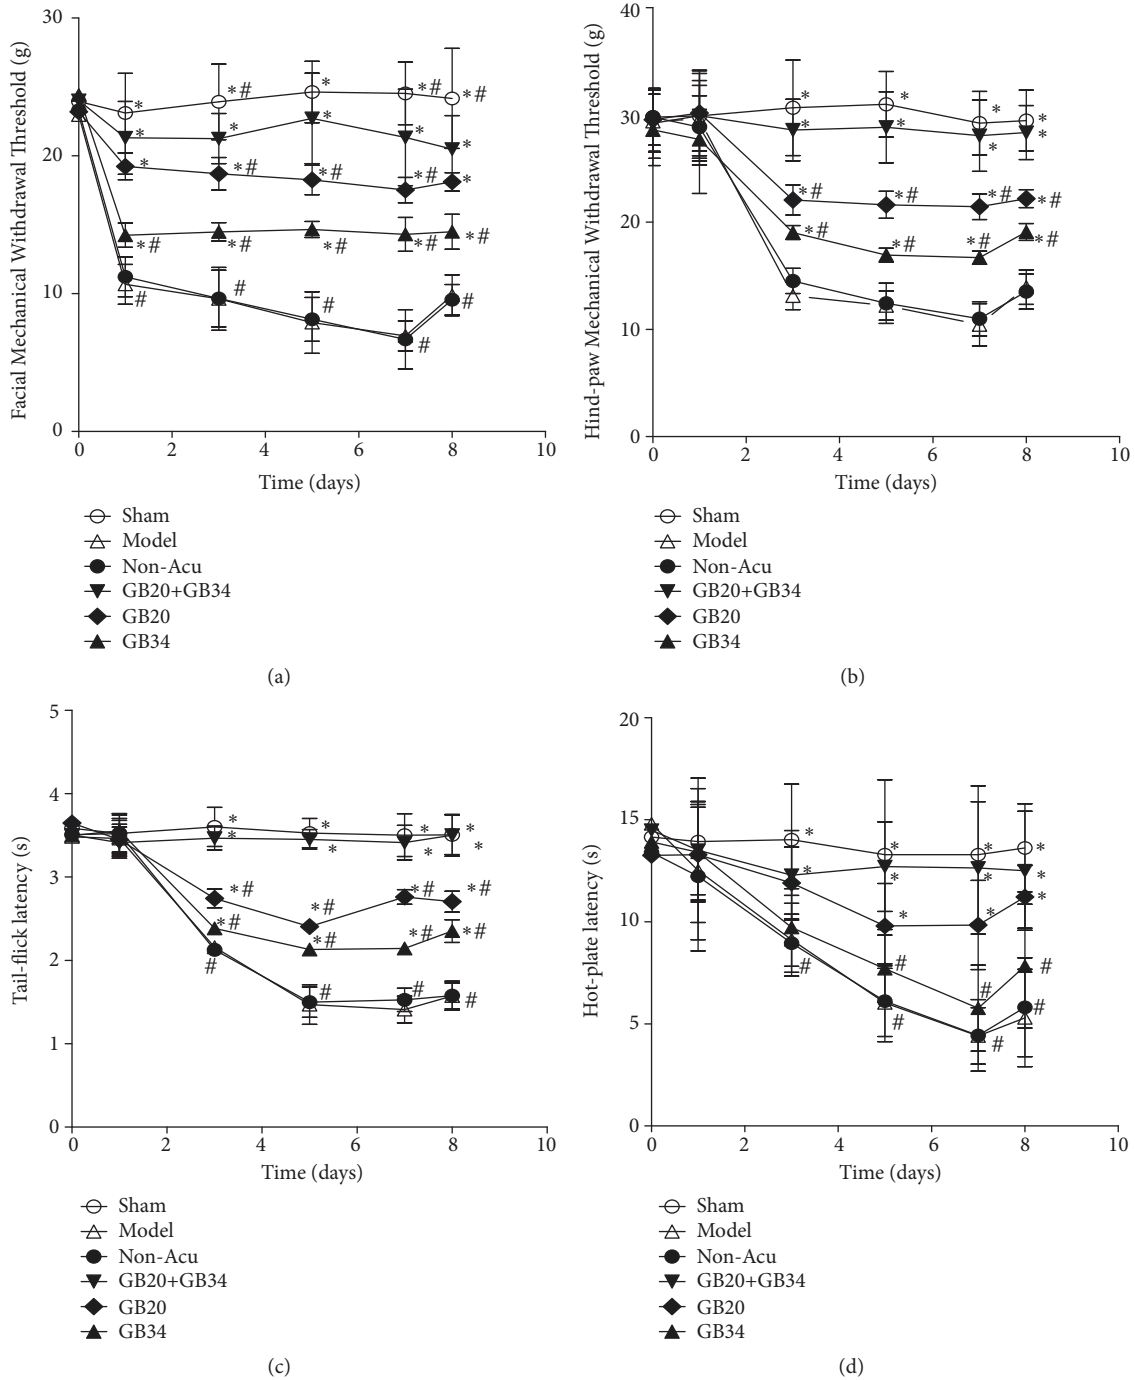 Facial Mechanical Withdrawal Threshold (g)
30
20
10
0
0 2 4 6 8 10
Time (days)
* *# * *# *#
* * * * *
* *# *# *# *
*# *# *# *# *#
# # # # #
Sham
Model
Non-Acu
GB20+GB34
GB20
GB34
(a)
Hind-paw Mechanical Withdrawal Threshold (g)
40
30
20
10
0
0 2 4 6 8 10
Time (days)
* * * *
* * * *
*# *# *# *#
*# *# *# *#
Sham
Model
Non-Acu
GB20+GB34
GB20
GB34
(b)
Tail-flick latency (s)
5
4
3
2
1
0
0 2 4 6 8 10
Time (days)
* * * *
* * * *
*# *# *# *#
*# *# *# *#
# # # #
Sham
Model
Non-Acu
GB20+GB34
GB20
GB34
(c)
Hot-plate latency (s)
20
15
10
5
0
0 2 4 6 8 10
Time (days)
* * * *
* * * *
* * *
# # #
# # # #
Sham
Model
Non-Acu
GB20+GB34
GB20
GB34
(d)